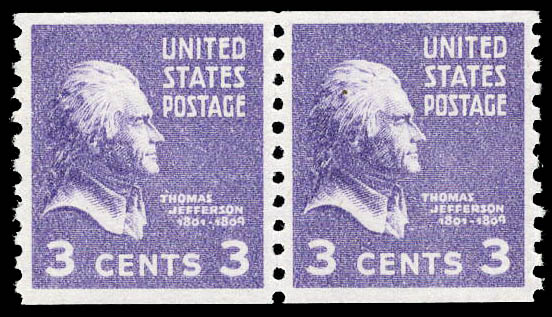 UNITED
STATES
POSTAGE
THOMAS
JEFFERSON
1801-1809
3 CENTS 3
UNITED
STATES
POSTAGE
THOMAS
JEFFERSON
1801-1809
3 CENTS 3